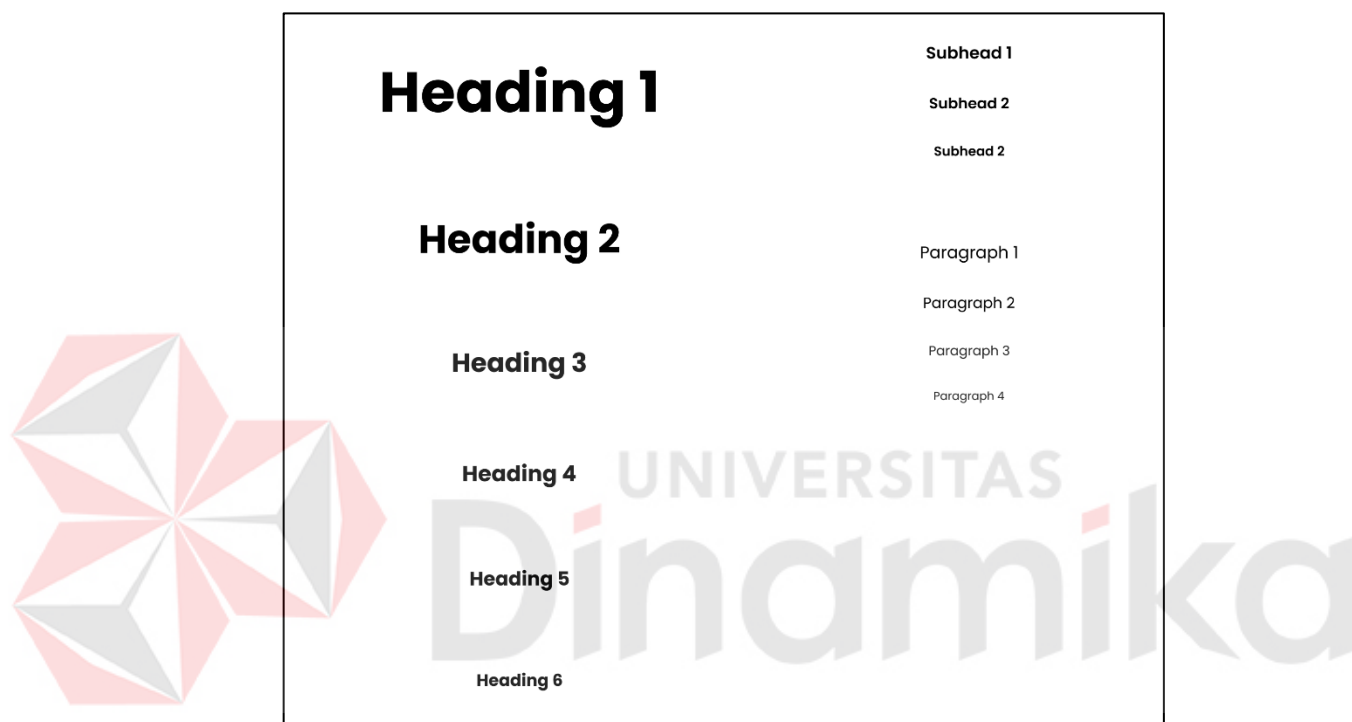 Heading 1
Heading 2
Heading 3
Heading 4
Heading 5
Heading 6
Subhead 1
Subhead 2
Subhead 2
Paragraph 1
Paragraph 2
Paragraph 3
Paragraph 4
UNIVERSITAS
Dinamika